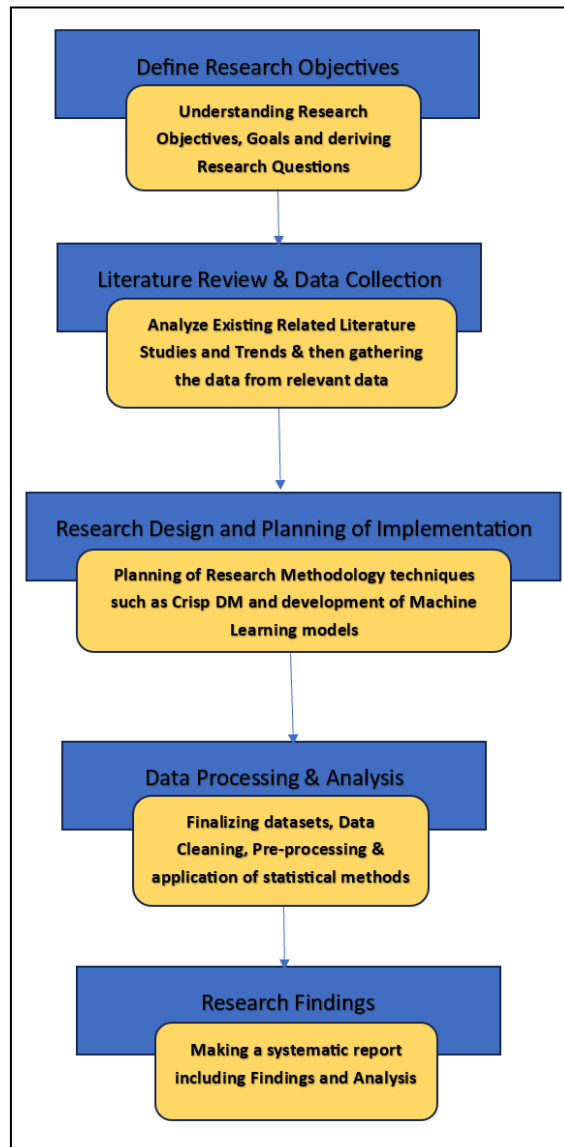 Define Research Objectives
Understanding Research
Objectives, Goals and deriving
Research Questions
Literature Review & Data Collection
Analyze Existing Related Literature
Studies and Trends & then gathering
the data from relevant data
Research Design and Planning of Implementation
Planning of Research Methodology techniques
such as Crisp DM and development of Machine
Learning models
Data Processing & Analysis
Finalizing datasets, Data
Cleaning, Pre-processing &
application of statistical methods
Research Findings
Making a systematic report
including Findings and Analysis